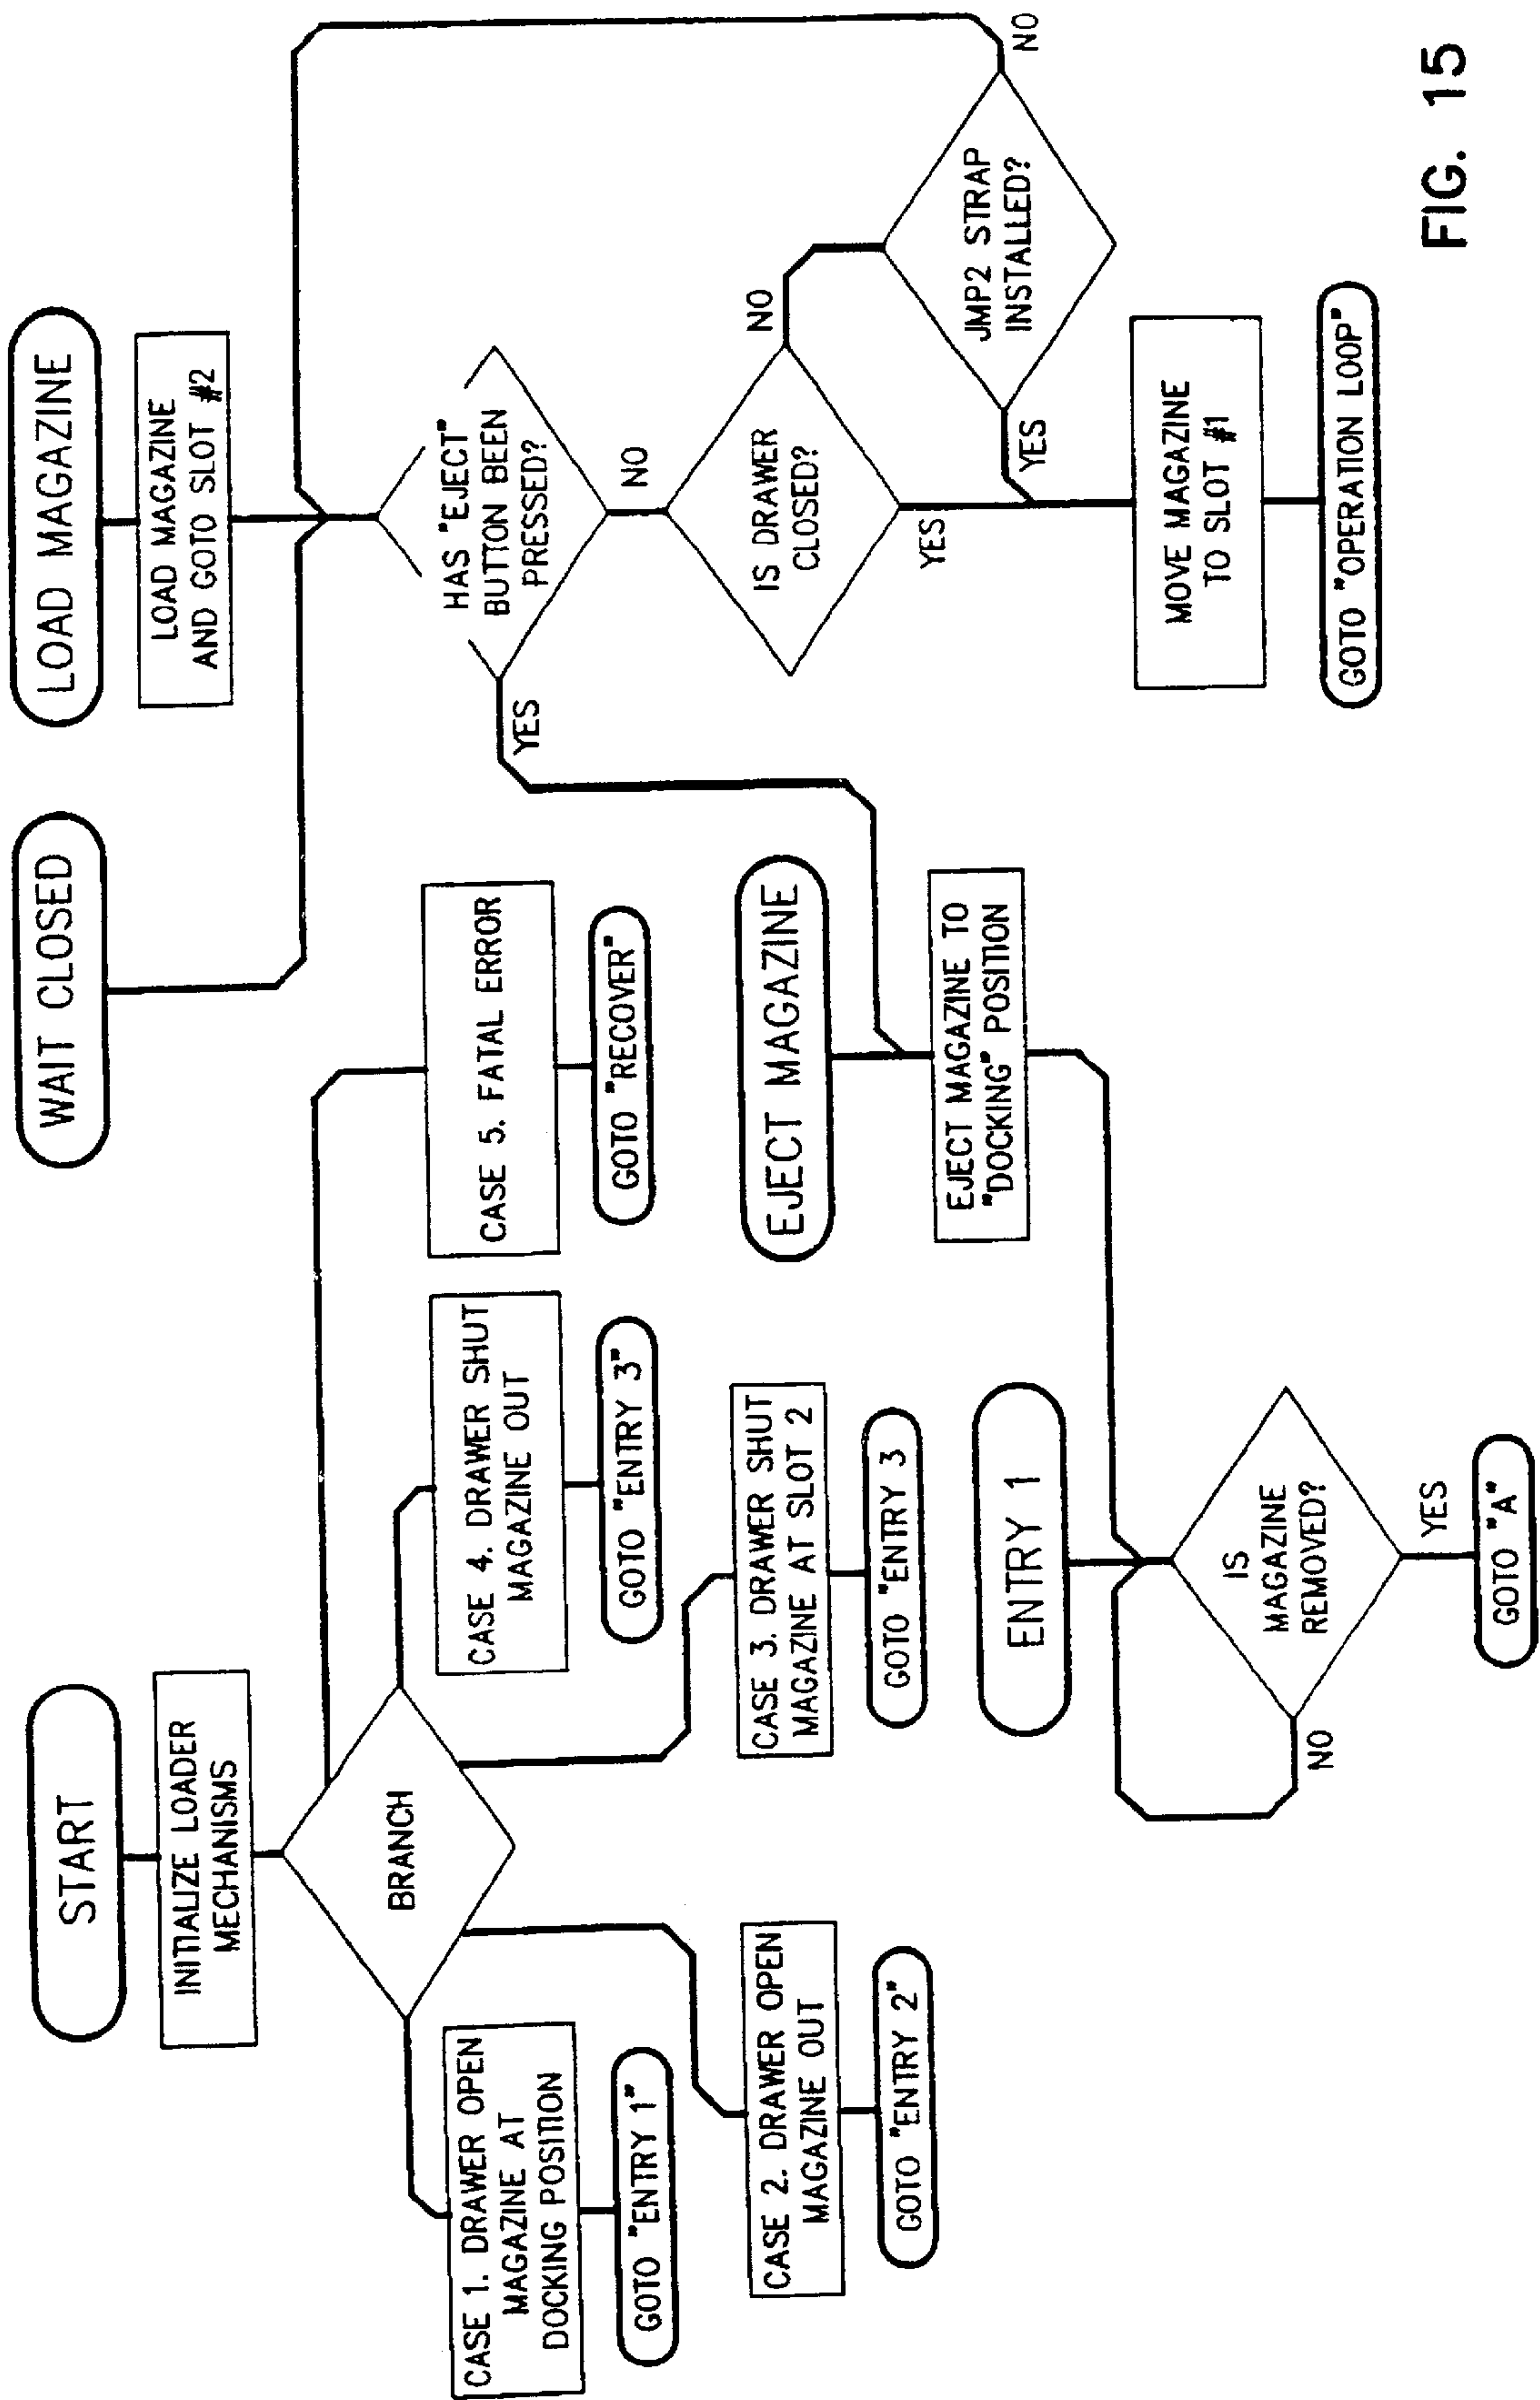 START
INITIALIZE LOADER
MECHANISMS
BRANCH
CASE 1. DRAWER OPEN
MAGAZINE AT
DOCKING POSITION
GOTO "ENTRY 1"
CASE 2. DRAWER OPEN
MAGAZINE OUT
GOTO "ENTRY 2"
CASE 3. DRAWER SHUT
MAGAZINE AT SLOT 2
GOTO "ENTRY 3
CASE 4. DRAWER SHUT
MAGAZINE OUT
GOTO "ENTRY 3"
CASE 5. FATAL ERROR
GOTO "RECOVER"
ENTRY 1
IS
MAGAZINE
REMOVED?
NO
YES
GOTO "A"
EJECT MAGAZINE
EJECT MAGAZINE TO
"DOCKING" POSITION
WAIT CLOSED
LOAD MAGAZINE
LOAD MAGAZINE
AND GOTO SLOT #2
HAS "EJECT"
BUTTON BEEN
PRESSED?
YES
NO
IS DRAWER
CLOSED?
YES
NO
JMP2 STRAP
INSTALLED?
YES
NO
MOVE MAGAZINE
TO SLOT #1
GOTO "OPERATION LOOP"
FIG. 15